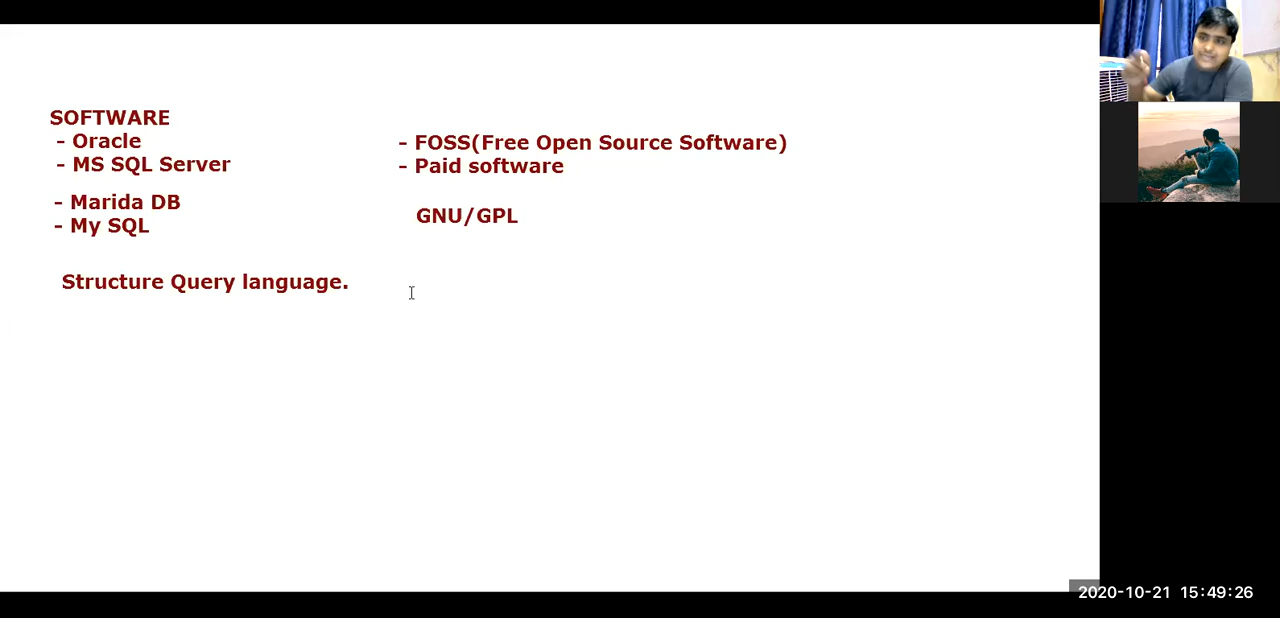 SOFTWARE
- Oracle
- MS SQL Server
- Marida DB
- My SQL
Structure Query language.
- FOSS(Free Open Source Software)
- Paid software
GNU/GPL
2020-10-21 15:49:26